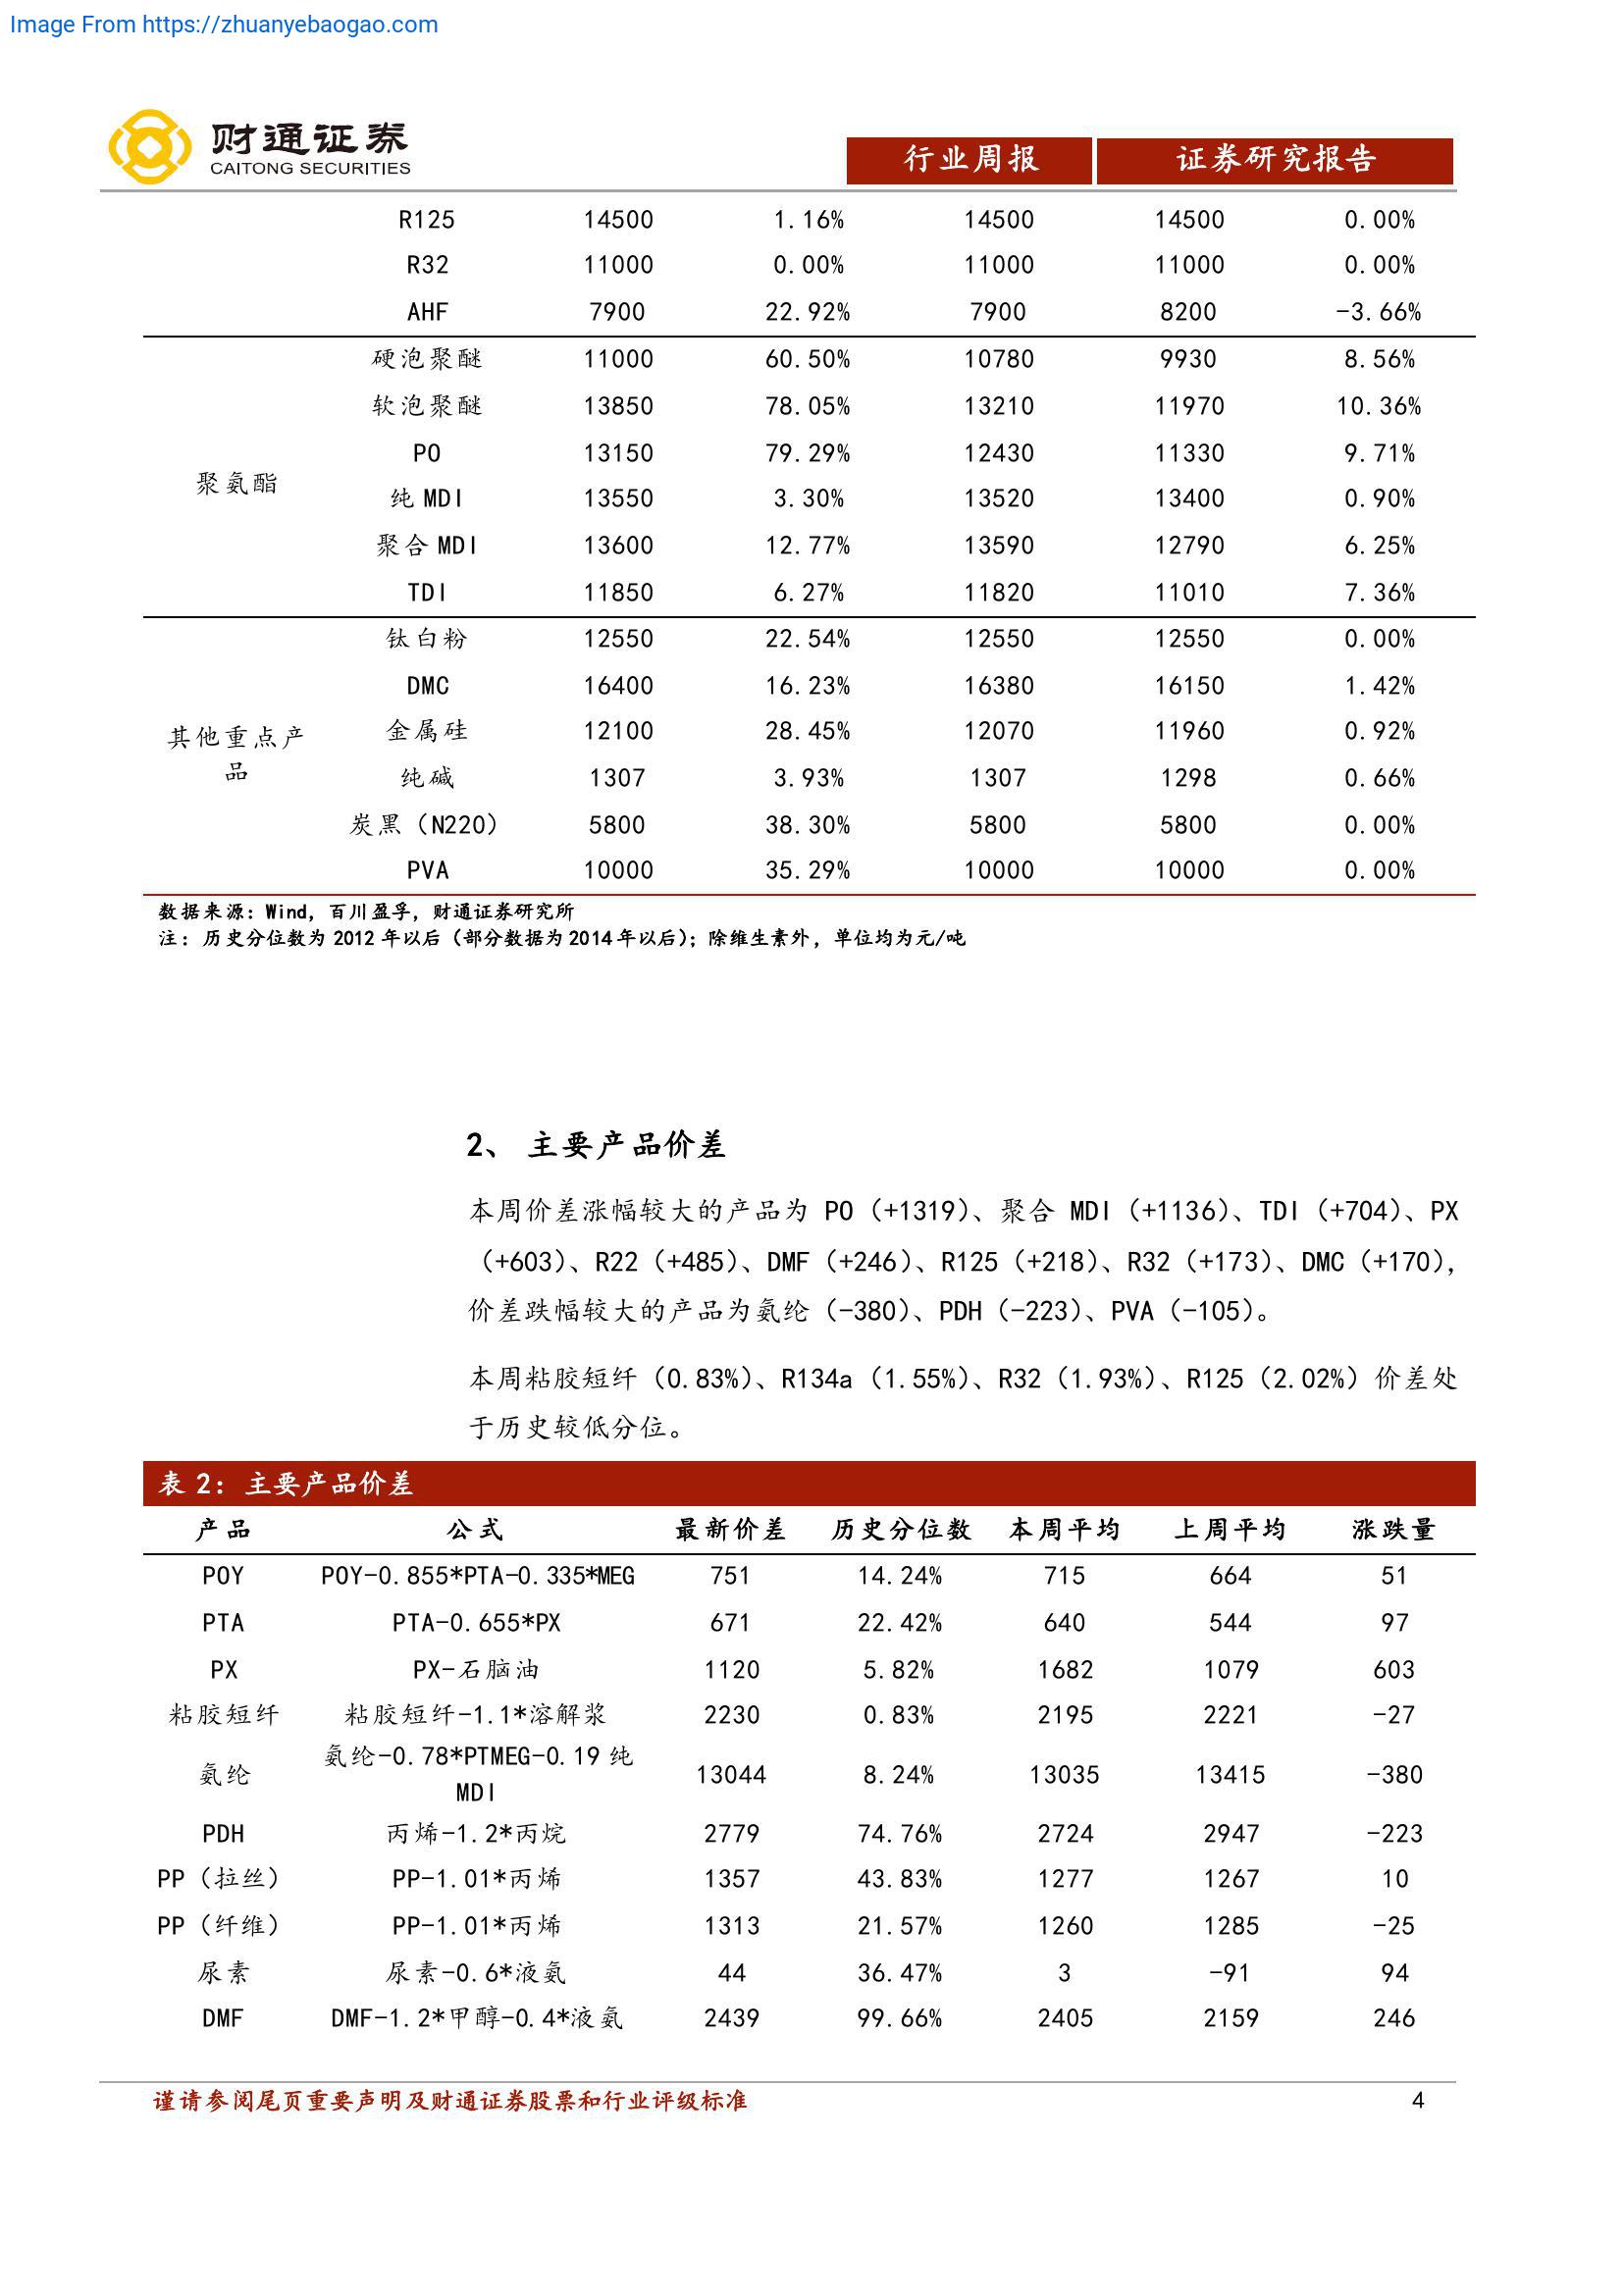 Image From https://zhuanyebaogao.com
财通证券
CAITONG SECURITIES
行业周报 证券研究报告
R125 14500 1.16% 14500 14500 0.00%
R32 11000 0.00% 11000 11000 0.00%
AHF 7900 22.92% 7900 8200 -3.66%
硬泡聚醚 11000 60.50% 10780 9930 8.56%
软泡聚醚 13850 78.05% 13210 11970 10.36%
PO 13150 79.29% 12430 11330 9.71%
聚氨酯
纯 MDI 13550 3.30% 13520 13400 0.90%
聚合 MDI 13600 12.77% 13590 12790 6.25%
TDI 11850 6.27% 11820 11010 7.36%
钛白粉 12550 22.54% 12550 12550 0.00%
DMC 16400 16.23% 16380 16150 1.42%
其他重点产
品
金属硅 12100 28.45% 12070 11960 0.92%
纯碱 1307 3.93% 1307 1298 0.66%
炭黑（N220） 5800 38.30% 5800 5800 0.00%
PVA 10000 35.29% 10000 10000 0.00%
数据来源：Wind，百川盈孚，财通证券研究所
注：历史分位数为 2012 年以后（部分数据为 2014 年以后）；除维生素外，单位均为元/吨
2、 主要产品价差
本周价差涨幅较大的产品为 PO（+1319）、聚合 MDI（+1136）、TDI（+704）、PX
（+603）、R22（+485）、DMF（+246）、R125（+218）、R32（+173）、DMC（+170），
价差跌幅较大的产品为氨纶（-380）、PDH（-223）、PVA（-105）。
本周粘胶短纤（0.83%）、R134a（1.55%）、R32（1.93%）、R125（2.02%）价差处
于历史较低分位。
表 2：主要产品价差
产品 公式 最新价差 历史分位数 本周平均 上周平均 涨跌量
POY POY-0.855*PTA-0.335*MEG 751 14.24% 715 664 51
PTA PTA-0.655*PX 671 22.42% 640 544 97
PX PX-石脑油 1120 5.82% 1682 1079 603
粘胶短纤 粘胶短纤-1.1*溶解浆 2230 0.83% 2195 2221 -27
氨纶 氨纶-0.78*PTMEG-0.19 纯
MDI 13044 8.24% 13035 13415 -380
PDH 丙烯-1.2*丙烷 2779 74.76% 2724 2947 -223
PP（拉丝） PP-1.01*丙烯 1357 43.83% 1277 1267 10
PP（纤维） PP-1.01*丙烯 1313 21.57% 1260 1285 -25
尿素 尿素-0.6*液氨 44 36.47% 3 -91 94
DMF DMF-1.2*甲醇-0.4*液氨 2439 99.66% 2405 2159 246
谨请参阅尾页重要声明及财通证券股票和行业评级标准 4